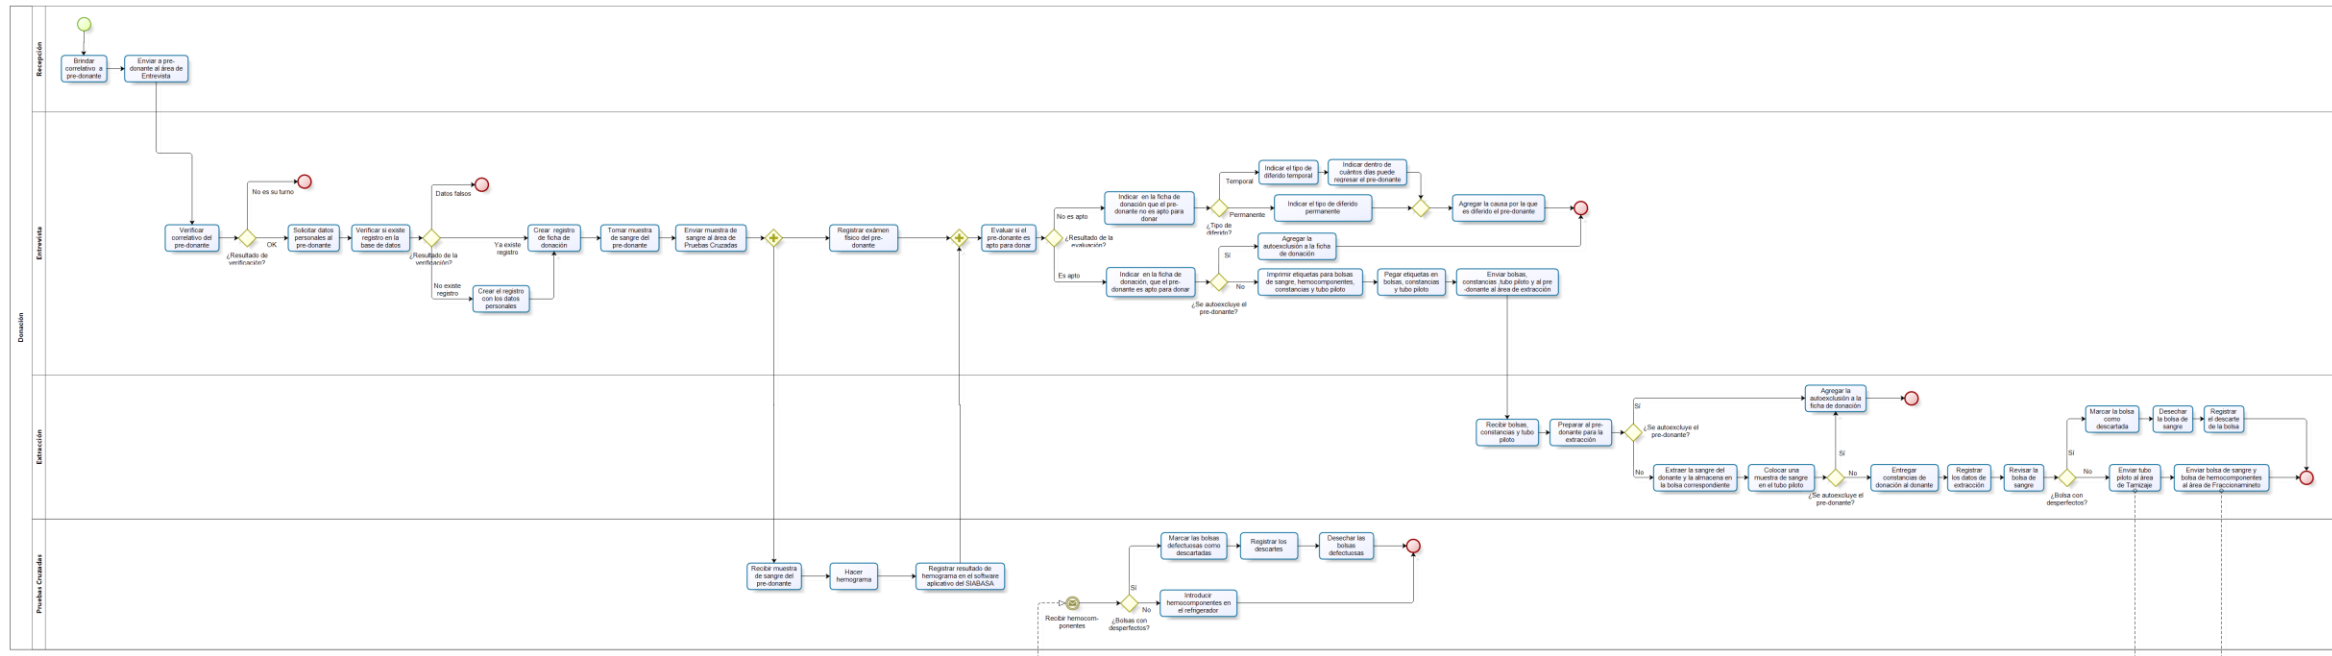 Donación
Recepción
Brindar
correlativo a
pre-donante
Enviar a pre-
donante al área de
Entrevista
Entrevista
Verificar
correlativo del
pre-donante
¿Resultado de
verificación?
No es su turno
OK
Solicitar datos
personales al
pre-donante
Verificar si existe
registro en la
base de datos
¿Resultado de la
verificación?
Datos falsos
Ya existe
registro
No existe
registro
Crear el registro
con los datos
personales
Crear registro
de ficha de
donación
Tomar muestra
de sangre del
pre-donante
Enviar muestra de
sangre al área de
Pruebas Cruzadas
Registrar exámen
físico del pre-
donante
Evaluar si el
pre-donante es
apto para donar
¿Resultado de la
evaluación?
No es apto
Indicar en la ficha de
donación que el pre-
donante no es apto para
donar
¿Tipo de
diferido?
Temporal
Indicar el tipo de
diferido temporal
Indicar dentro de
cuántos días puede
regresar el pre-donante
Permanente
Indicar el tipo de diferido
permanente
Agregar la causa por la que
es diferido el pre-donante
Es apto
Indicar en la ficha de
donación, que el pre-
donante es apto para donar
¿Se autoexcluye el
pre-donante?
Sí
Agregar la
autoexclusión a la ficha
de donación
No
Imprimir etiquetas para bolsas
de sangre, hemocomponentes,
constancias y tubo piloto
Pegar etiquetas en
bolsas, constancias
y tubo piloto
Enviar bolsas,
constancias ,tubo piloto y al pre
-donante al área de extracción
Extracción
Recibir bolsas,
constancias y tubo
piloto
Preparar al pre-
donante para la
extracción
¿Se autoexcluye el
pre-donante?
Sí
No
Agregar la
autoexclusión a la
ficha de donación
Extraer la sangre del
donante y la almacena en
la bolsa correspondiente
Colocar una
muestra de sangre
en el tubo piloto
¿Se autoexcluye el
pre-donante?
Sí
No
Entregar
constancias de
donación al donante
Registrar
los datos de
extracción
Revisar la
bolsa de
sangre
¿Bolsa con
desperfectos?
Sí
No
Marcar la bolsa
como
descartada
Desechar
la bolsa de
sangre
Registrar
el descarte
de la bolsa
Enviar tubo
piloto al área
de Tamizaje
Enviar bolsa de sangre y
bolsa de hemocomponentes
al área de Fraccionamineto
Pruebas Cruzadas
Recibir muestra
de sangre del
pre-donante
Hacer
hemograma
Registrar resultado de
hemograma en el software
aplicativo del SIABASA
Recibir hemocom-
ponentes
¿Bolsas con
desperfectos?
Sí
No
Marcar las bolsas
defectuosas como
descartadas
Registrar los
descartes
Desechar las
bolsas
defectuosas
Introducir
hemocomponentes en
el refrigerador